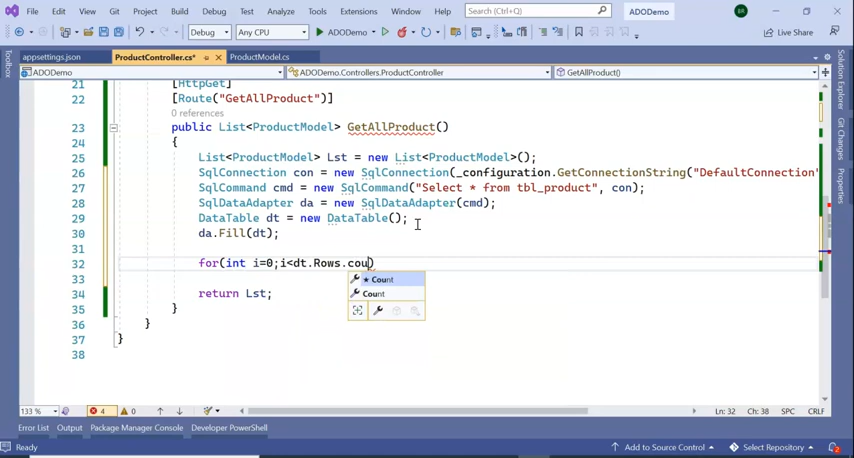 File Edit View Git Project Build Debug Test Analyze Tools Extensions Window Help Search (Ctrl+Q) ADODemo BR
Debug Any CPU ADODemo Live Share
appsettings.json ProductController.cs* ProductModel.cs
ADODemo ADODemo.Controllers.ProductController GetAllProduct()
Toolbox
Solution Explorer
Git Changes
Properties
21 [HttpGet]
22 [Route("GetAllProduct")]
0 references
23 public List<ProductModel> GetAllProduct()
24 {
25 List<ProductModel> Lst = new List<ProductModel>();
26 SqlConnection con = new SqlConnection(_configuration.GetConnectionString("DefaultConnection"
27 SqlCommand cmd = new SqlCommand("Select * from tbl_product", con);
28 SqlDataAdapter da = new SqlDataAdapter(cmd);
29 DataTable dt = new DataTable();
30 da.Fill(dt);
31
32 for(int i=0;i<dt.Rows.cou)
★ Count
33
Count
34 return Lst;
35 }
36 }
37 }
38
133 % 4 0 Ln: 32 Ch: 38 SPC CRLF
Error List Output Package Manager Console Developer PowerShell
Ready Add to Source Control Select Repository 2